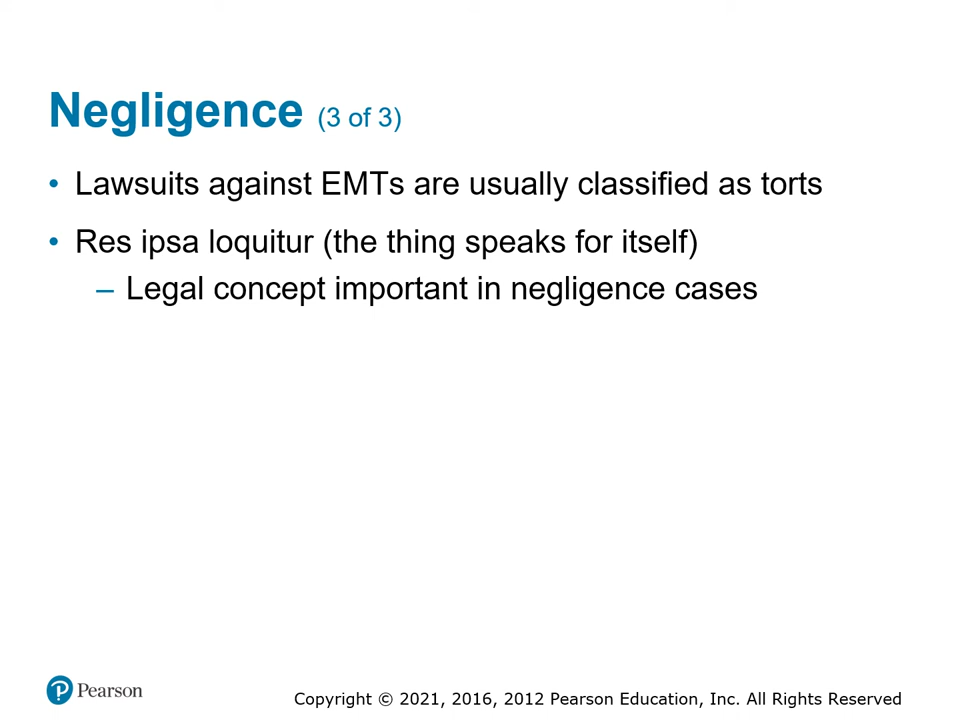 Negligence (3 of 3)
• Lawsuits against EMTs are usually classified as torts
• Res ipsa loquitur (the thing speaks for itself)
– Legal concept important in negligence cases
Pearson
Copyright © 2021, 2016, 2012 Pearson Education, Inc. All Rights Reserved